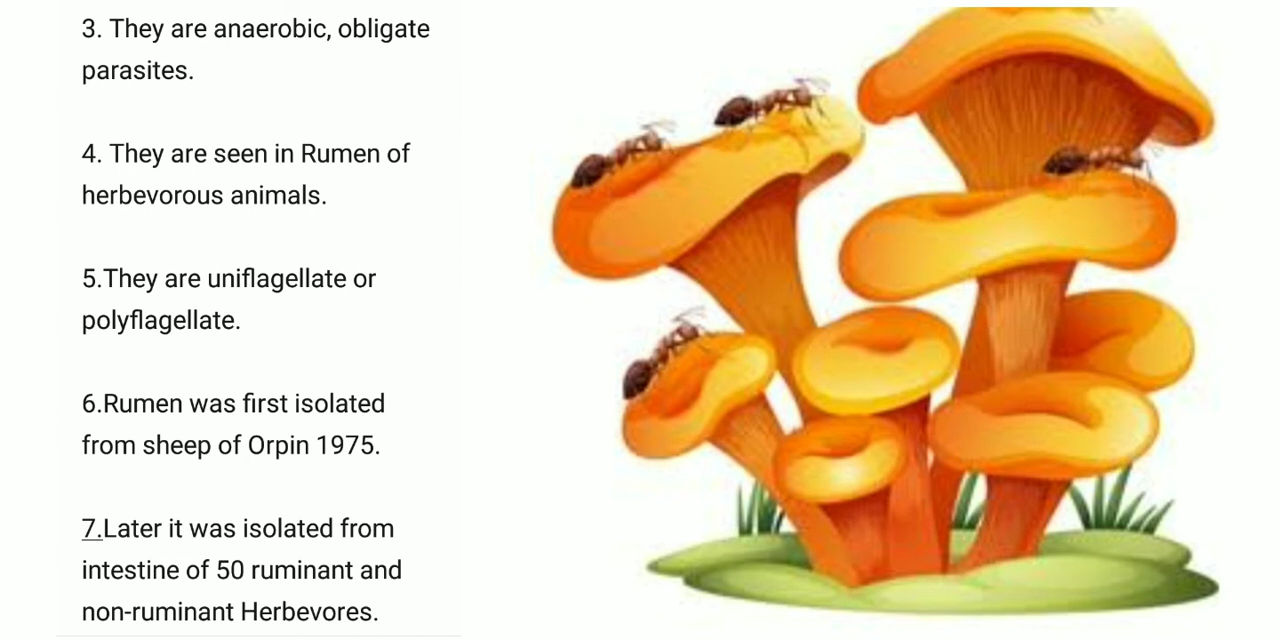 3. They are anaerobic, obligate
parasites.
4. They are seen in Rumen of
herbevorous animals.
5.They are uniflagellate or
polyflagellate.
6.Rumen was first isolated
from sheep of Orpin 1975.
7.Later it was isolated from
intestine of 50 ruminant and
non-ruminant Herbevores.